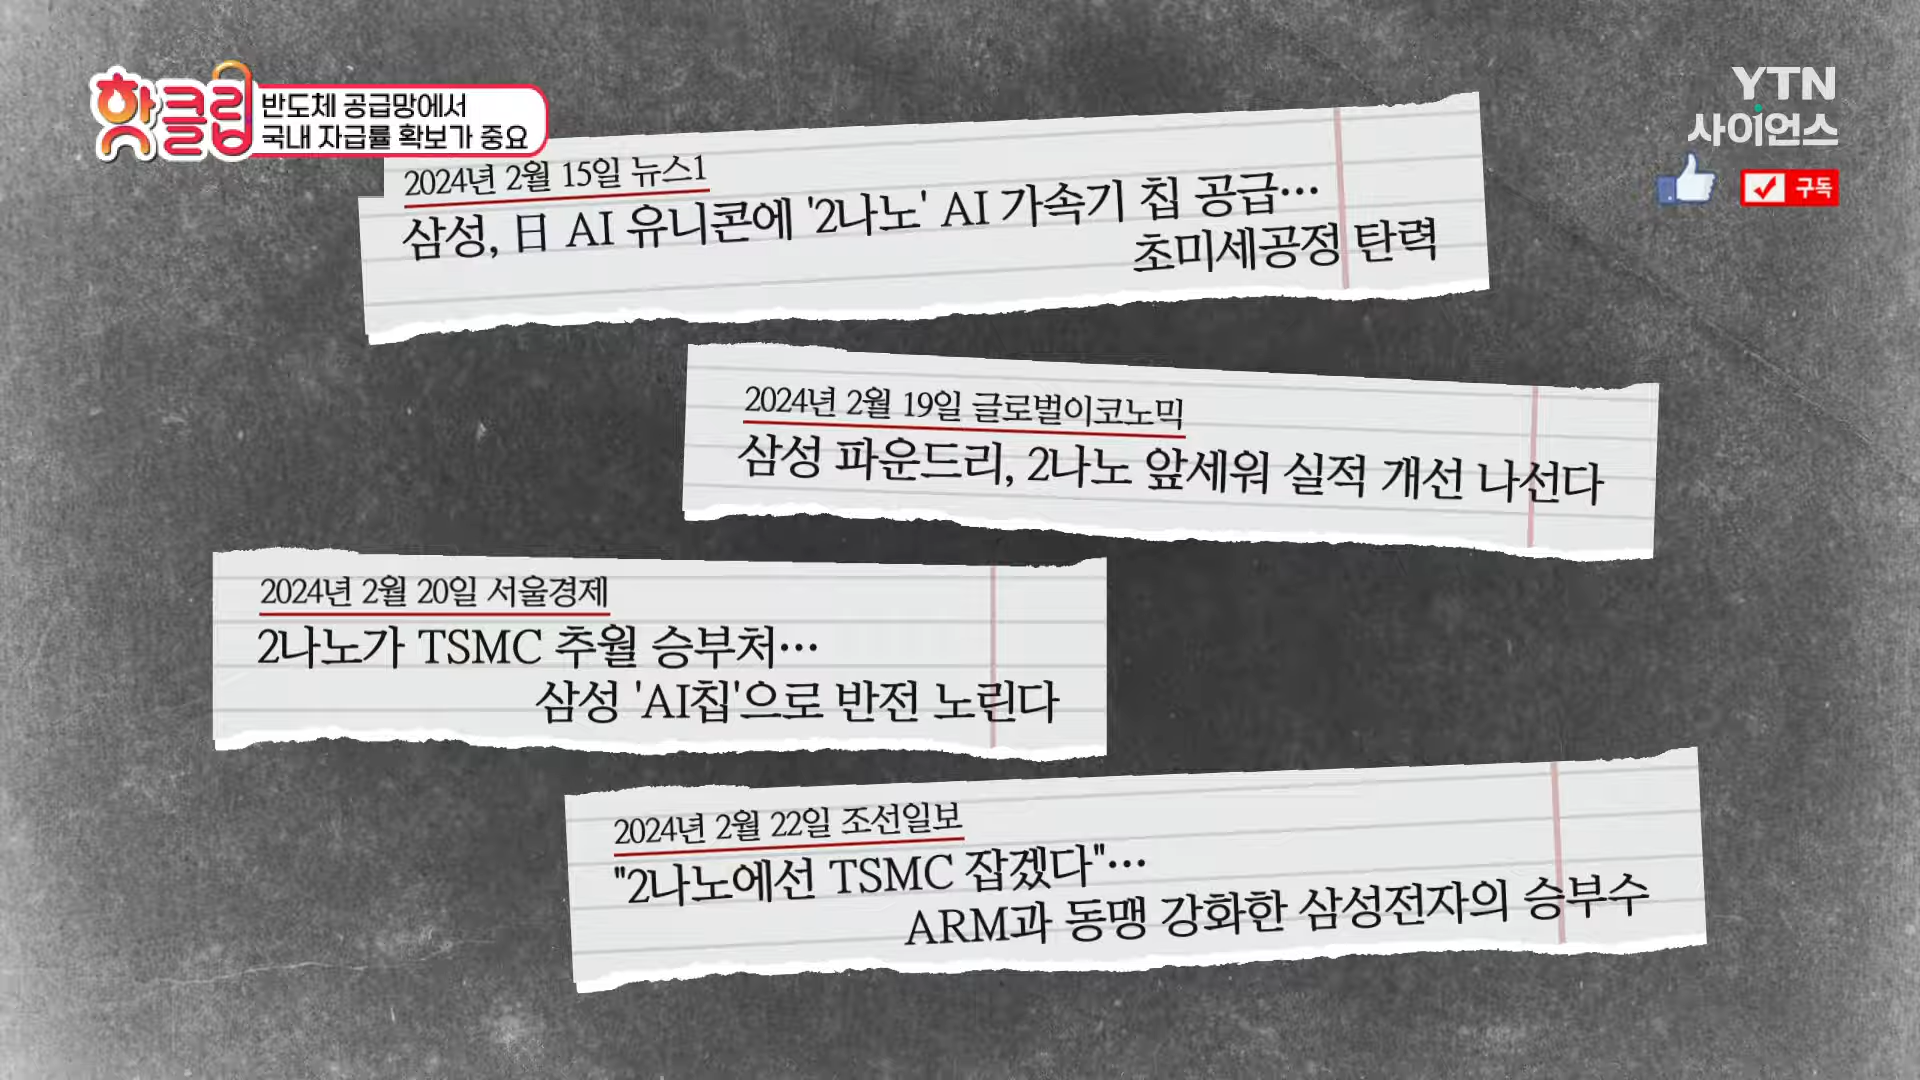 핫클립
반도체 공급망에서
국내 자급률 확보가 중요
YTN
사이언스
구독
2024년 2월 15일 뉴스1
삼성, 日 AI 유니콘에 '2나노' AI 가속기 칩 공급…
초미세공정 탄력
2024년 2월 19일 글로벌이코노믹
삼성 파운드리, 2나노 앞세워 실적 개선 나선다
2024년 2월 20일 서울경제
2나노가 TSMC 추월 승부처…
삼성 'AI칩'으로 반전 노린다
2024년 2월 22일 조선일보
"2나노에선 TSMC 잡겠다"…
ARM과 동맹 강화한 삼성전자의 승부수